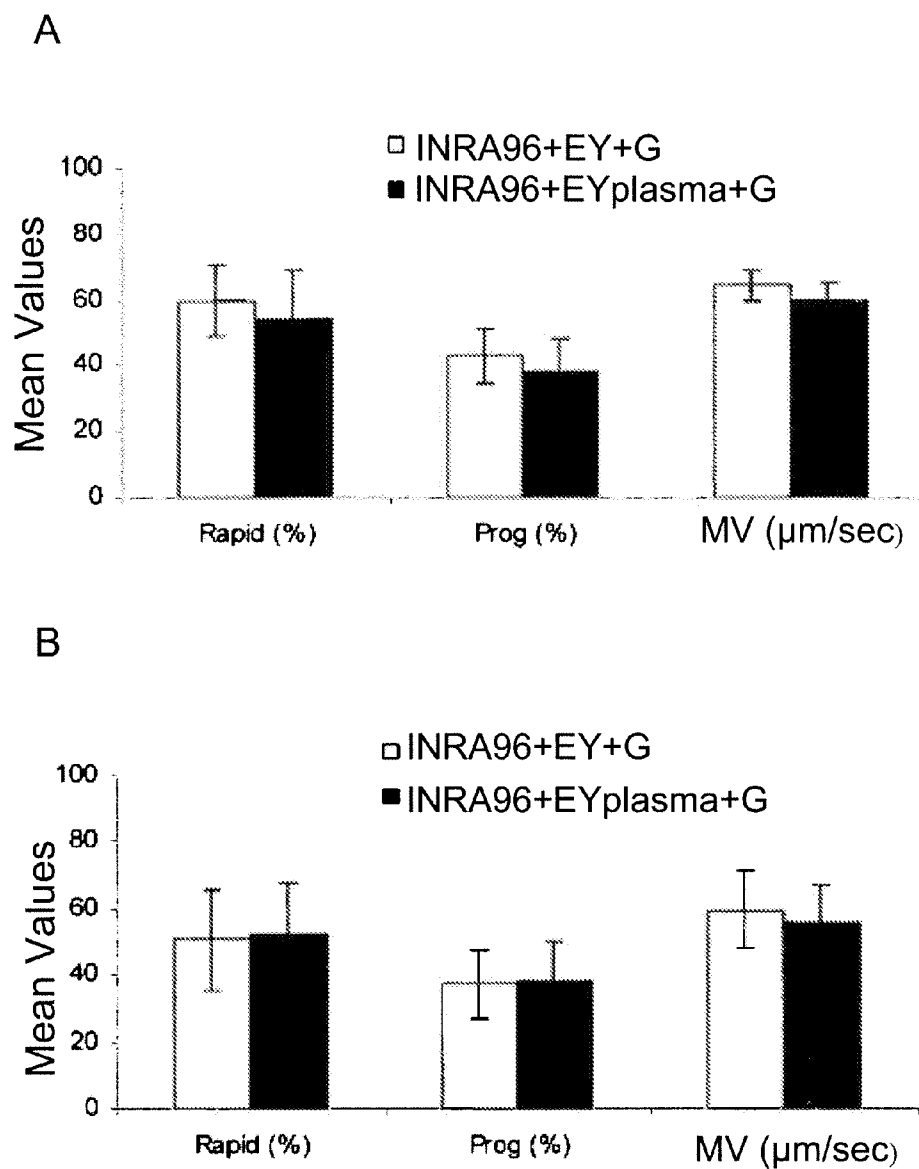 A
INRA96+EY+G
INRA96+EYplasma+G
100
80
60
40
20
0
Mean Values
Rapid (%)
Prog (%)
MV (µm/sec)
B
INRA96+EY+G
INRA96+EYplasma+G
100
80
60
40
20
0
Mean Values
Rapid (%)
Prog (%)
MV (µm/sec)